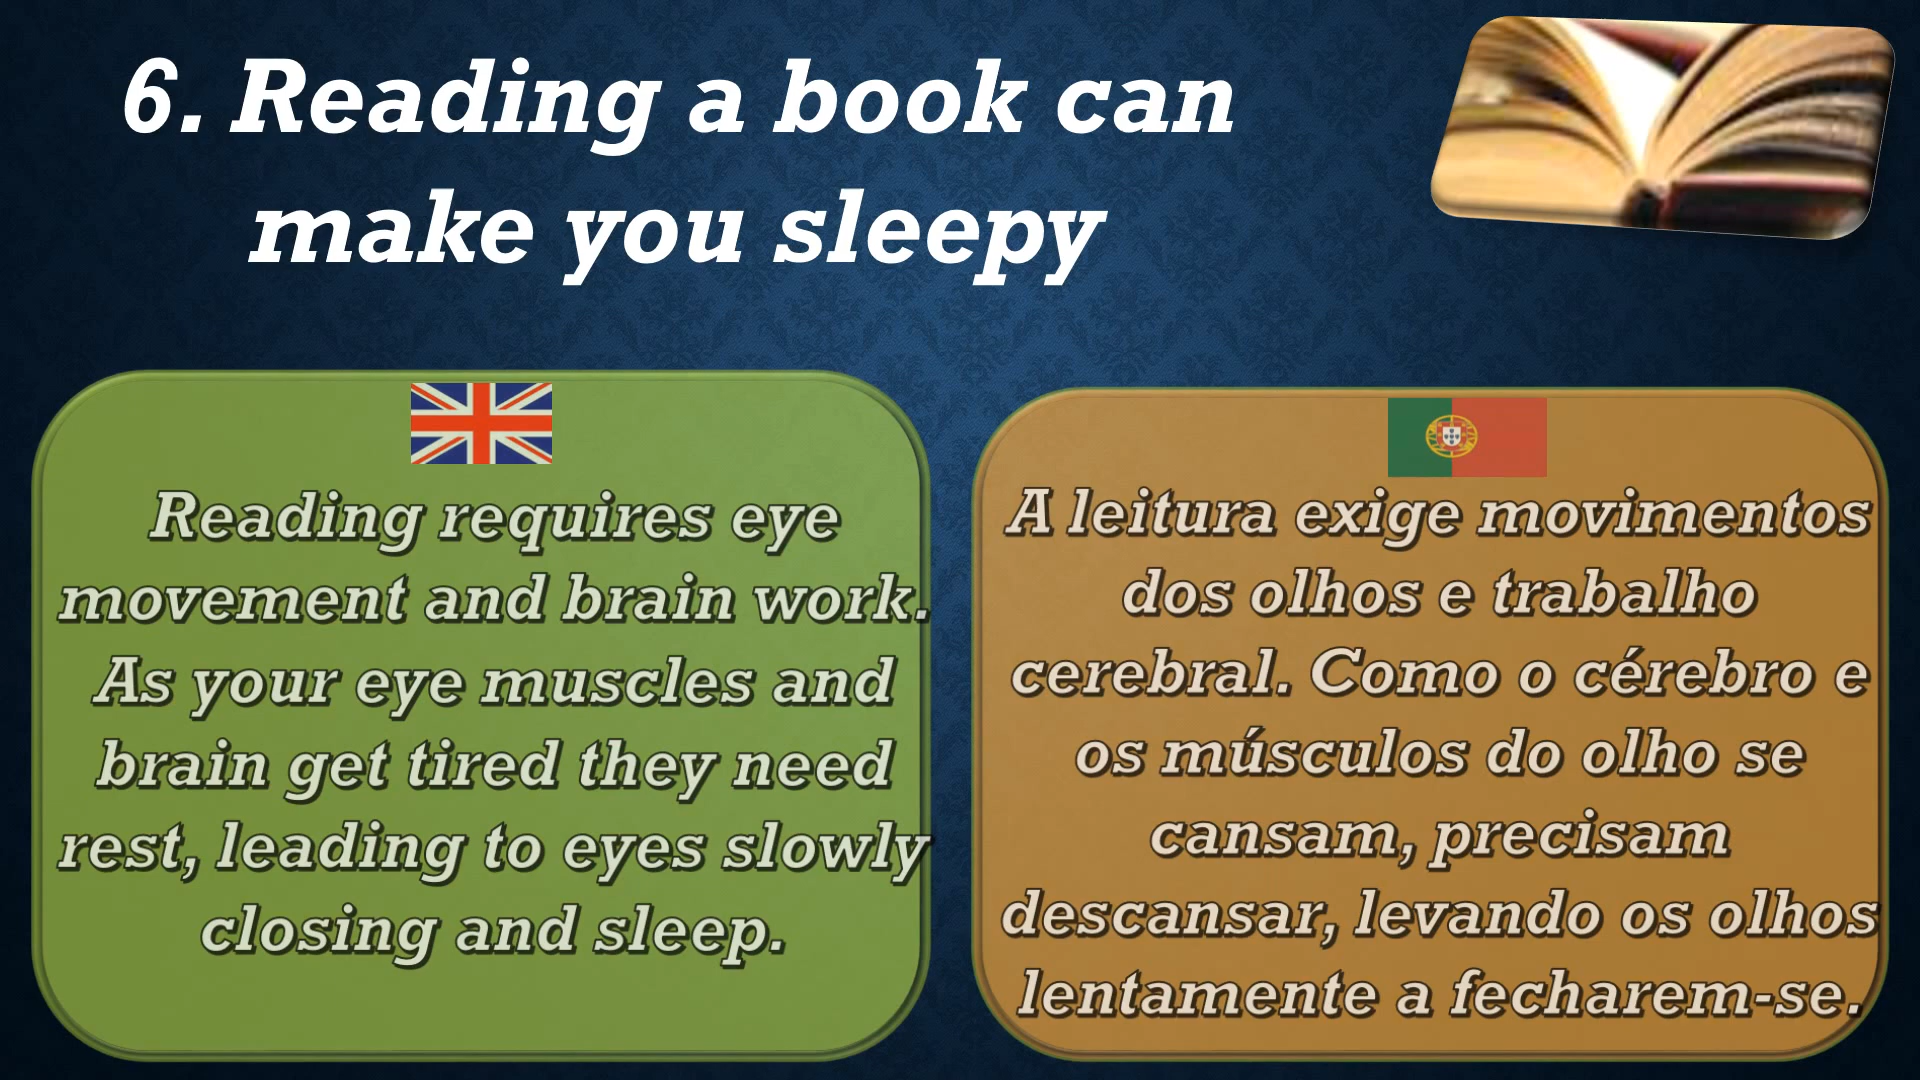 6. Reading a book can
make you sleepy
Reading requires eye
movement and brain work.
As your eye muscles and
brain get tired they need
rest, leading to eyes slowly
closing and sleep.
A leitura exige movimentos
dos olhos e trabalho
cerebral. Como o cérebro e
os músculos do olho se
cansam, precisam
descansar, levando os olhos
lentamente a fecharem-se.